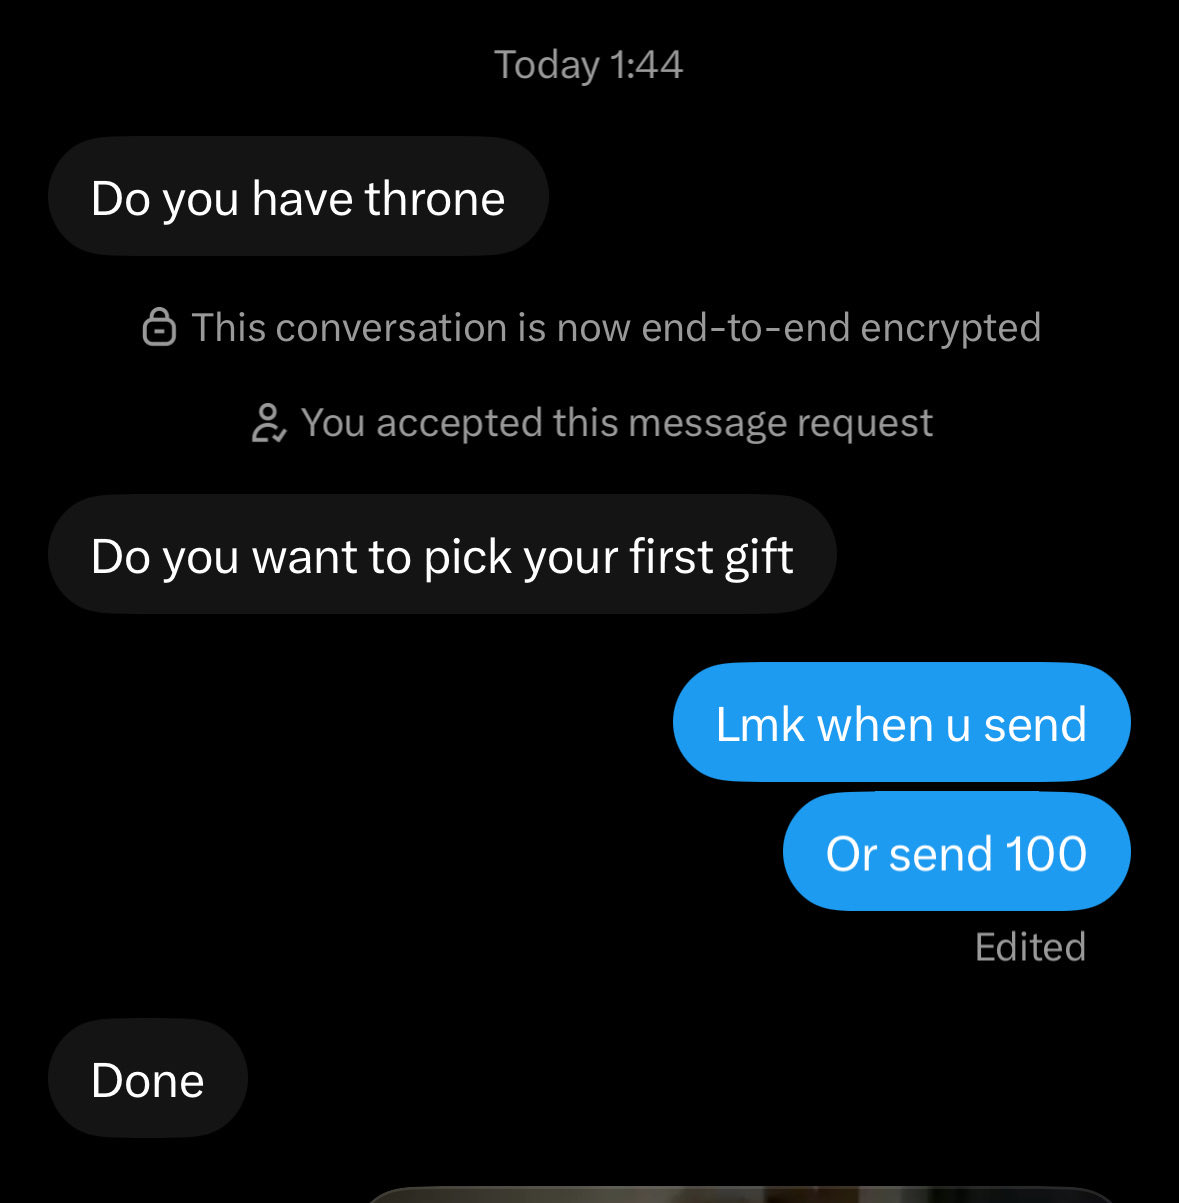 Today 1:44
Do you have throne
This conversation is now end-to-end encrypted
You accepted this message request
Do you want to pick your first gift
Lmk when u send
Or send 100
Edited
Done